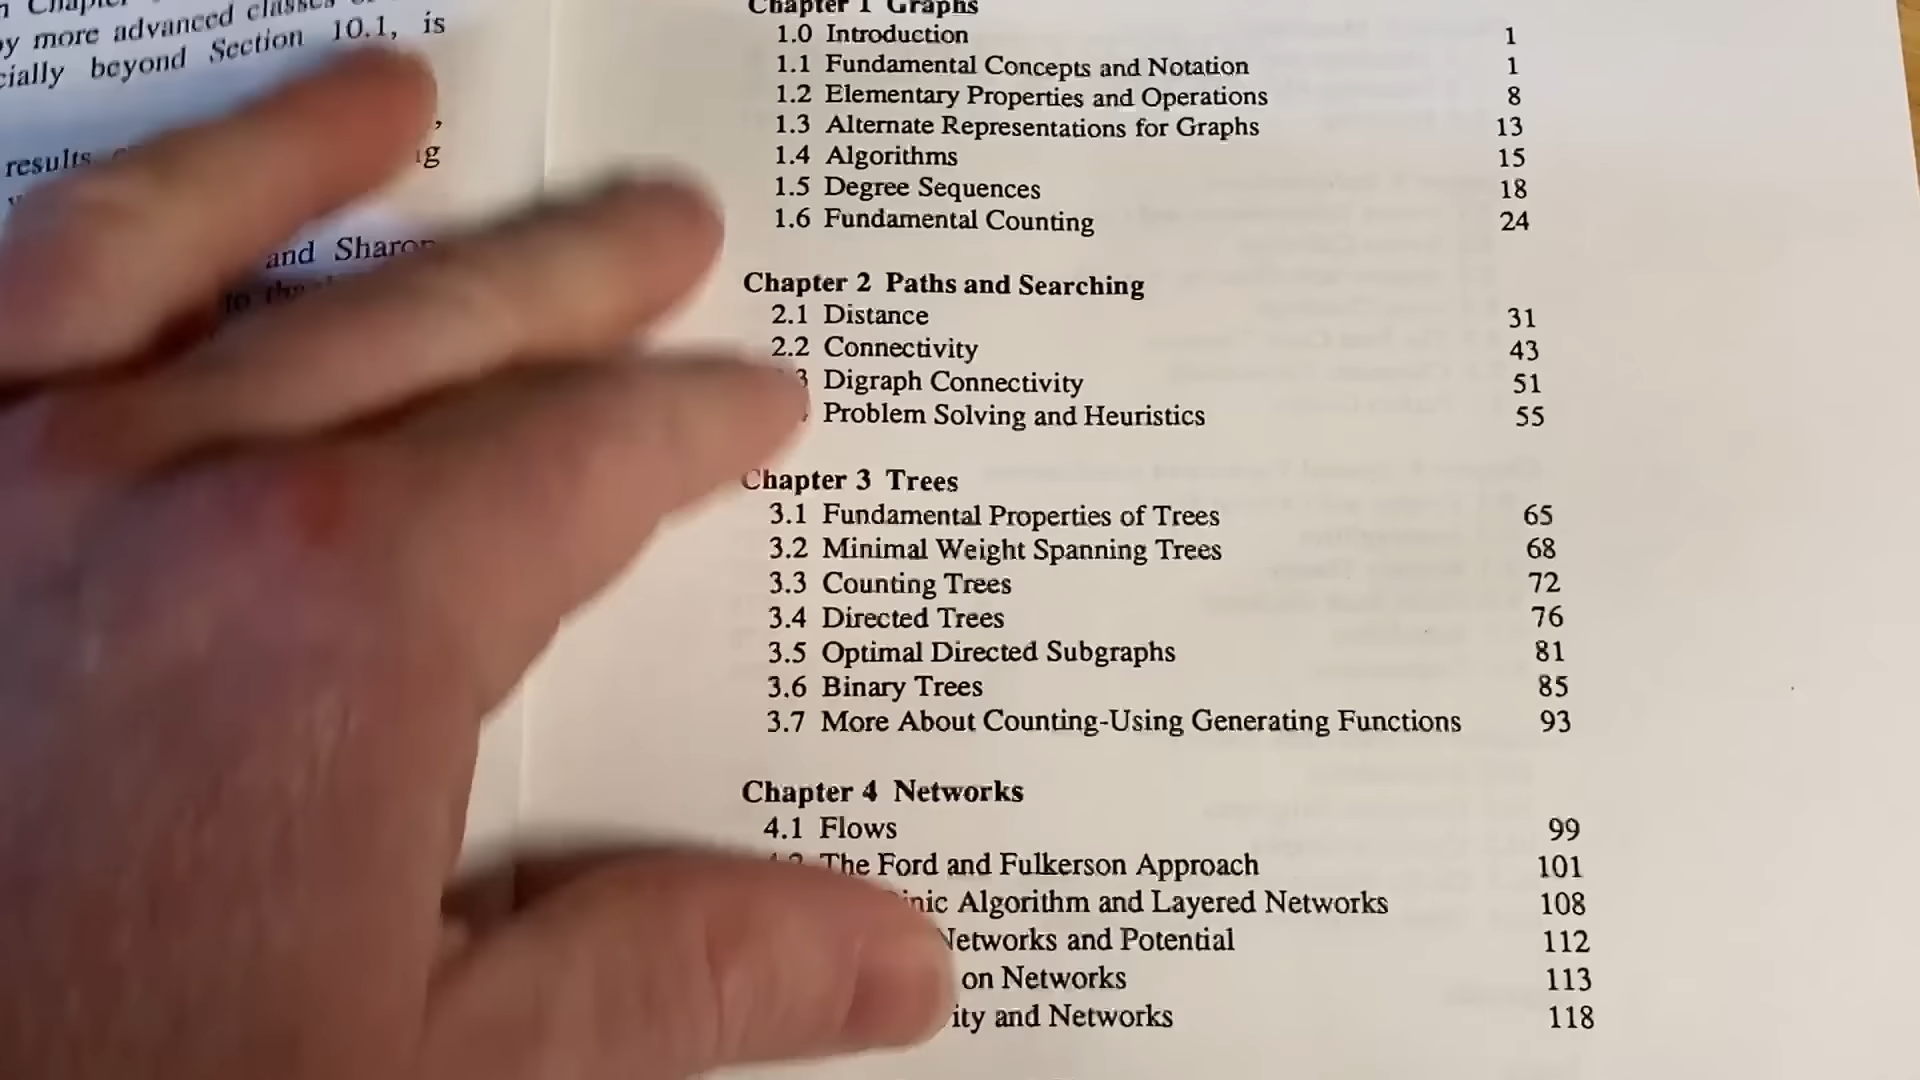 y more advanced classes
cially beyond Section 10.1, is
,
results
and Sharon
to the
Chapter 1 Graphs
1.0 Introduction 1
1.1 Fundamental Concepts and Notation 1
1.2 Elementary Properties and Operations 8
1.3 Alternate Representations for Graphs 13
1.4 Algorithms 15
1.5 Degree Sequences 18
1.6 Fundamental Counting 24
Chapter 2 Paths and Searching
2.1 Distance 31
2.2 Connectivity 43
3 Digraph Connectivity 51
Problem Solving and Heuristics 55
Chapter 3 Trees
3.1 Fundamental Properties of Trees 65
3.2 Minimal Weight Spanning Trees 68
3.3 Counting Trees 72
3.4 Directed Trees 76
3.5 Optimal Directed Subgraphs 81
3.6 Binary Trees 85
3.7 More About Counting-Using Generating Functions 93
Chapter 4 Networks
4.1 Flows 99
The Ford and Fulkerson Approach 101
inic Algorithm and Layered Networks 108
Networks and Potential 112
on Networks 113
ity and Networks 118